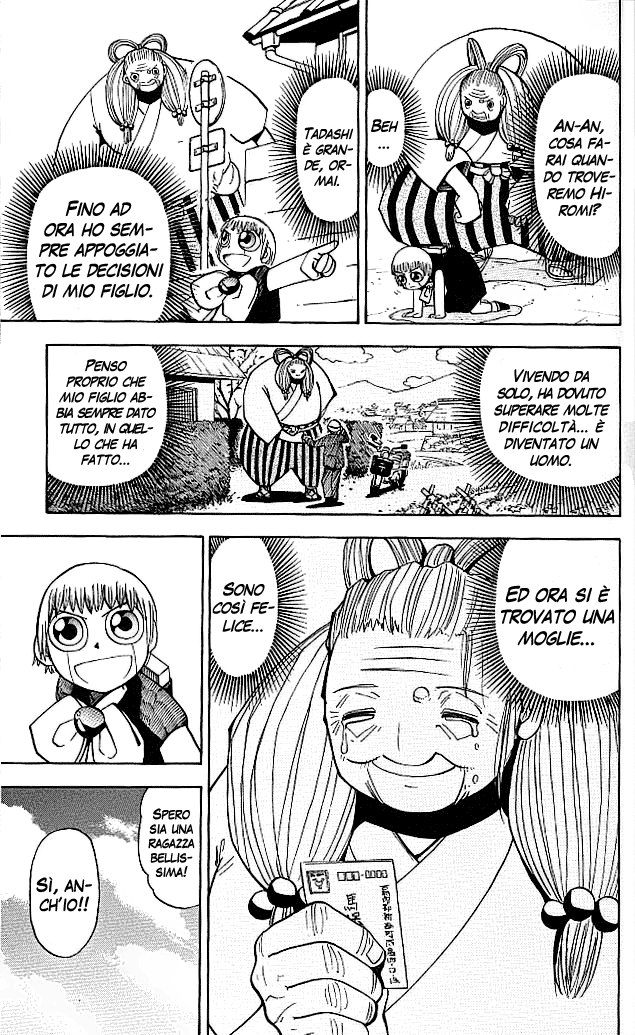 AN-AN,
COSA FA-
RAI QUAN-
DO TROVE-
REMO HI-
ROMI?
BEH
...
TADASHI
È GRAN-
DE, OR-
MAI.
FINO AD
ORA HO SEM-
PRE APPOGGIA-
TO LE DECISIONI
DI MIO FIGLIO.
VIVENDO DA
SOLO, HA DOVUTO
SUPERARE MOLTE
DIFFICOLTÀ... È
DIVENTATO UN
UOMO.
PENSO
PROPRIO CHE
MIO FIGLIO AB-
BIA SEMPRE DATO
TUTTO, IN QUEL-
LO CHE HA
FATTO...
ED ORA SI È
TROVATO UNA
MOGLIE...
SONO
COSÌ FE-
LICE...
SPERO
SIA UNA
RAGAZZA
BELLIS-
SIMA!
SÌ, AN-
CH'IO!!